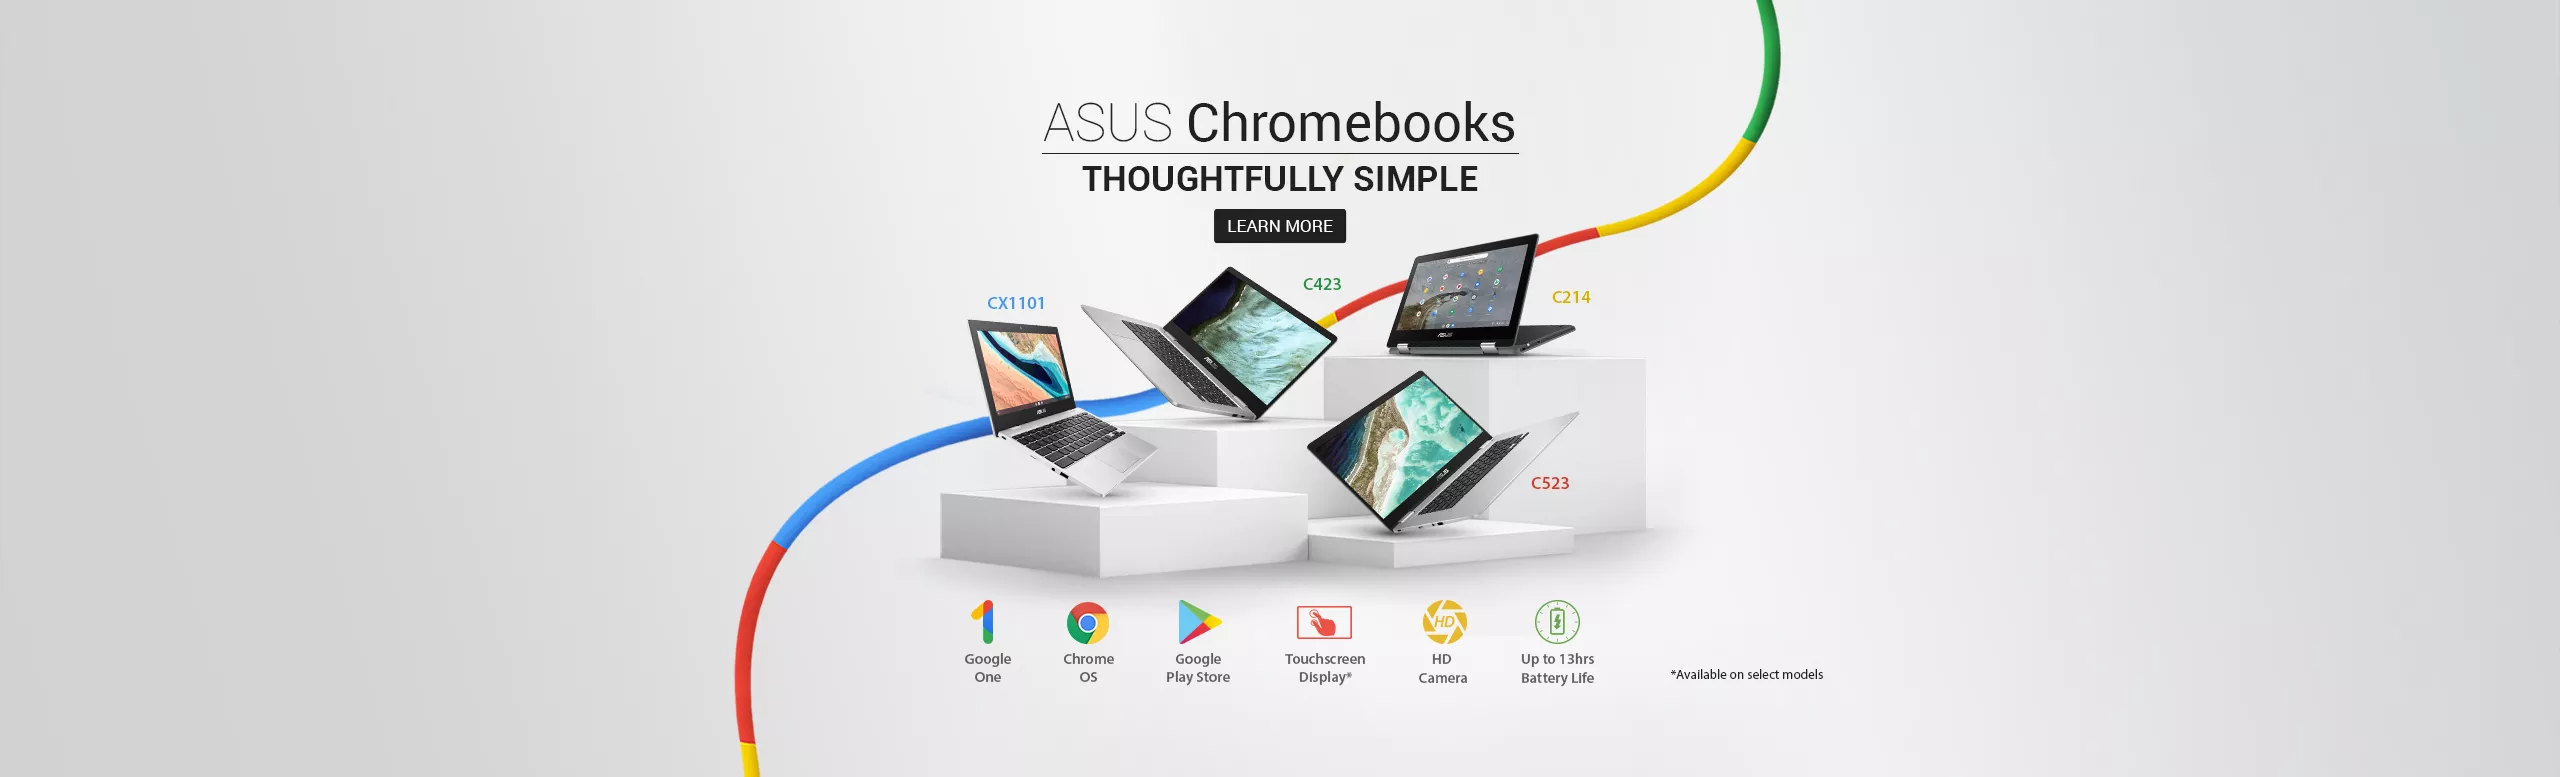 ASUS Chromebooks
THOUGHTFULLY SIMPLE
LEARN MORE
CX1101
C423
C214
C523
Google
One
Chrome
OS
Google
Play Store
Touchscreen
Display*
HD
HD
Camera
Up to 13hrs
Battery Life
*Available on select models